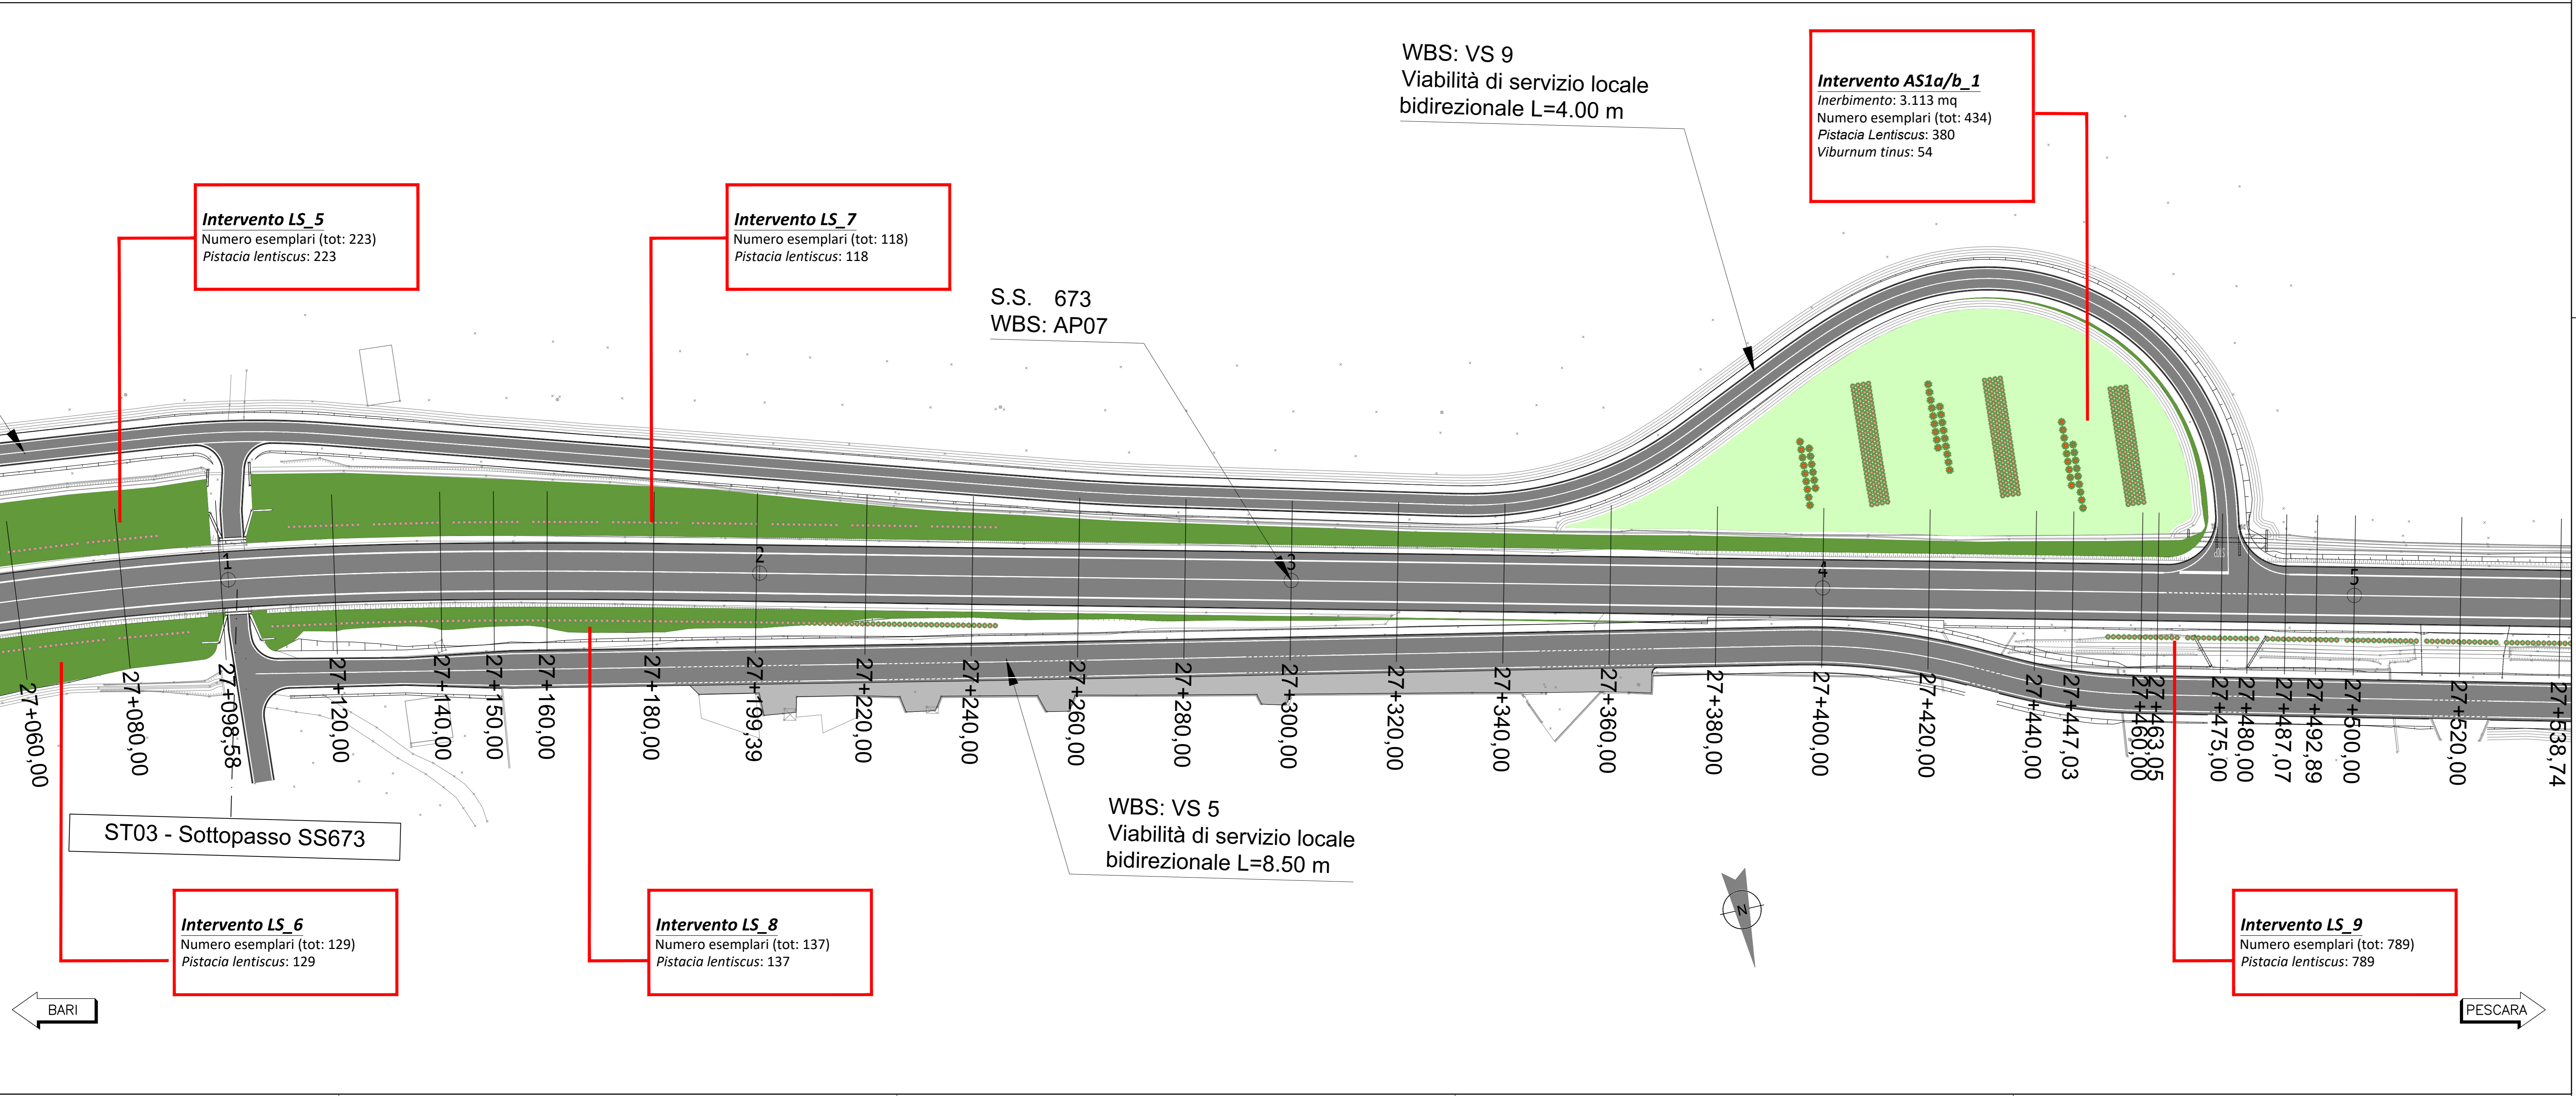 WBS: VS 9
Viabilità di servizio locale
bidirezionale L=4.00 m
Intervento AS1a/b_1
Inerbimento: 3.113 mq
Numero esemplari (tot: 434)
Pistacia Lentiscus: 380
Viburnum tinus: 54
Intervento LS_5
Numero esemplari (tot: 223)
Pistacia lentiscus: 223
Intervento LS_7
Numero esemplari (tot: 118)
Pistacia lentiscus: 118
S.S. 673
WBS: AP07
1
2
3
4
5
27+060,00
27+080,00
27+098,58
27+120,00
27+140,00
27+150,00
27+160,00
27+180,00
27+199,39
27+220,00
27+240,00
27+260,00
27+280,00
27+300,00
27+320,00
27+340,00
27+360,00
27+380,00
27+400,00
27+420,00
27+440,00
27+447,03
27+460,00
27+463,05
27+475,00
27+480,00
27+487,07
27+492,89
27+500,00
27+520,00
27+538,74
ST03 - Sottopasso SS673
WBS: VS 5
Viabilità di servizio locale
bidirezionale L=8.50 m
Intervento LS_6
Numero esemplari (tot: 129)
Pistacia lentiscus: 129
Intervento LS_8
Numero esemplari (tot: 137)
Pistacia lentiscus: 137
N
Intervento LS_9
Numero esemplari (tot: 789)
Pistacia lentiscus: 789
BARI
PESCARA